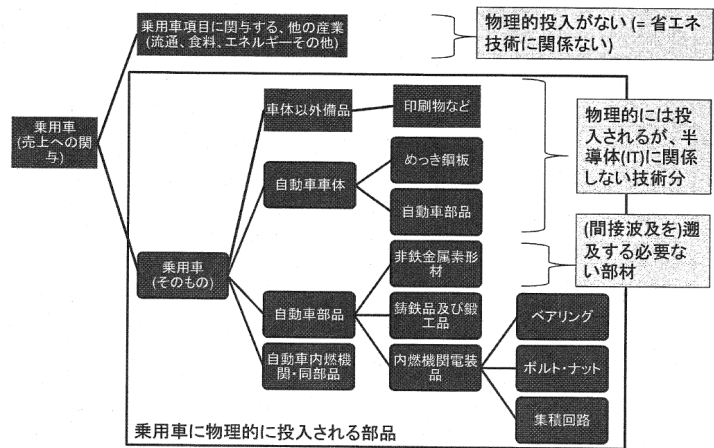 乗用車項目に関与する、他の産業
(流通、食料、エネルギーその他)
物理的投入がない (= 省エネ
技術に関係ない)
乗用車
(売上への関
与)
車体以外備品
印刷物など
物理的には投
入されるが、半
導体(IT)に関係
しない技術分
自動車車体
めっき鋼板
自動車部品
乗用車
(そのもの)
(間接波及を)遡
及する必要な
い部材
非鉄金属素形
材
自動車部品
鋳鉄品及び鍛
工品
ベアリング
自動車内燃機
関・同部品
内燃機関電装
品
ボルト・ナット
集積回路
乗用車に物理的に投入される部品